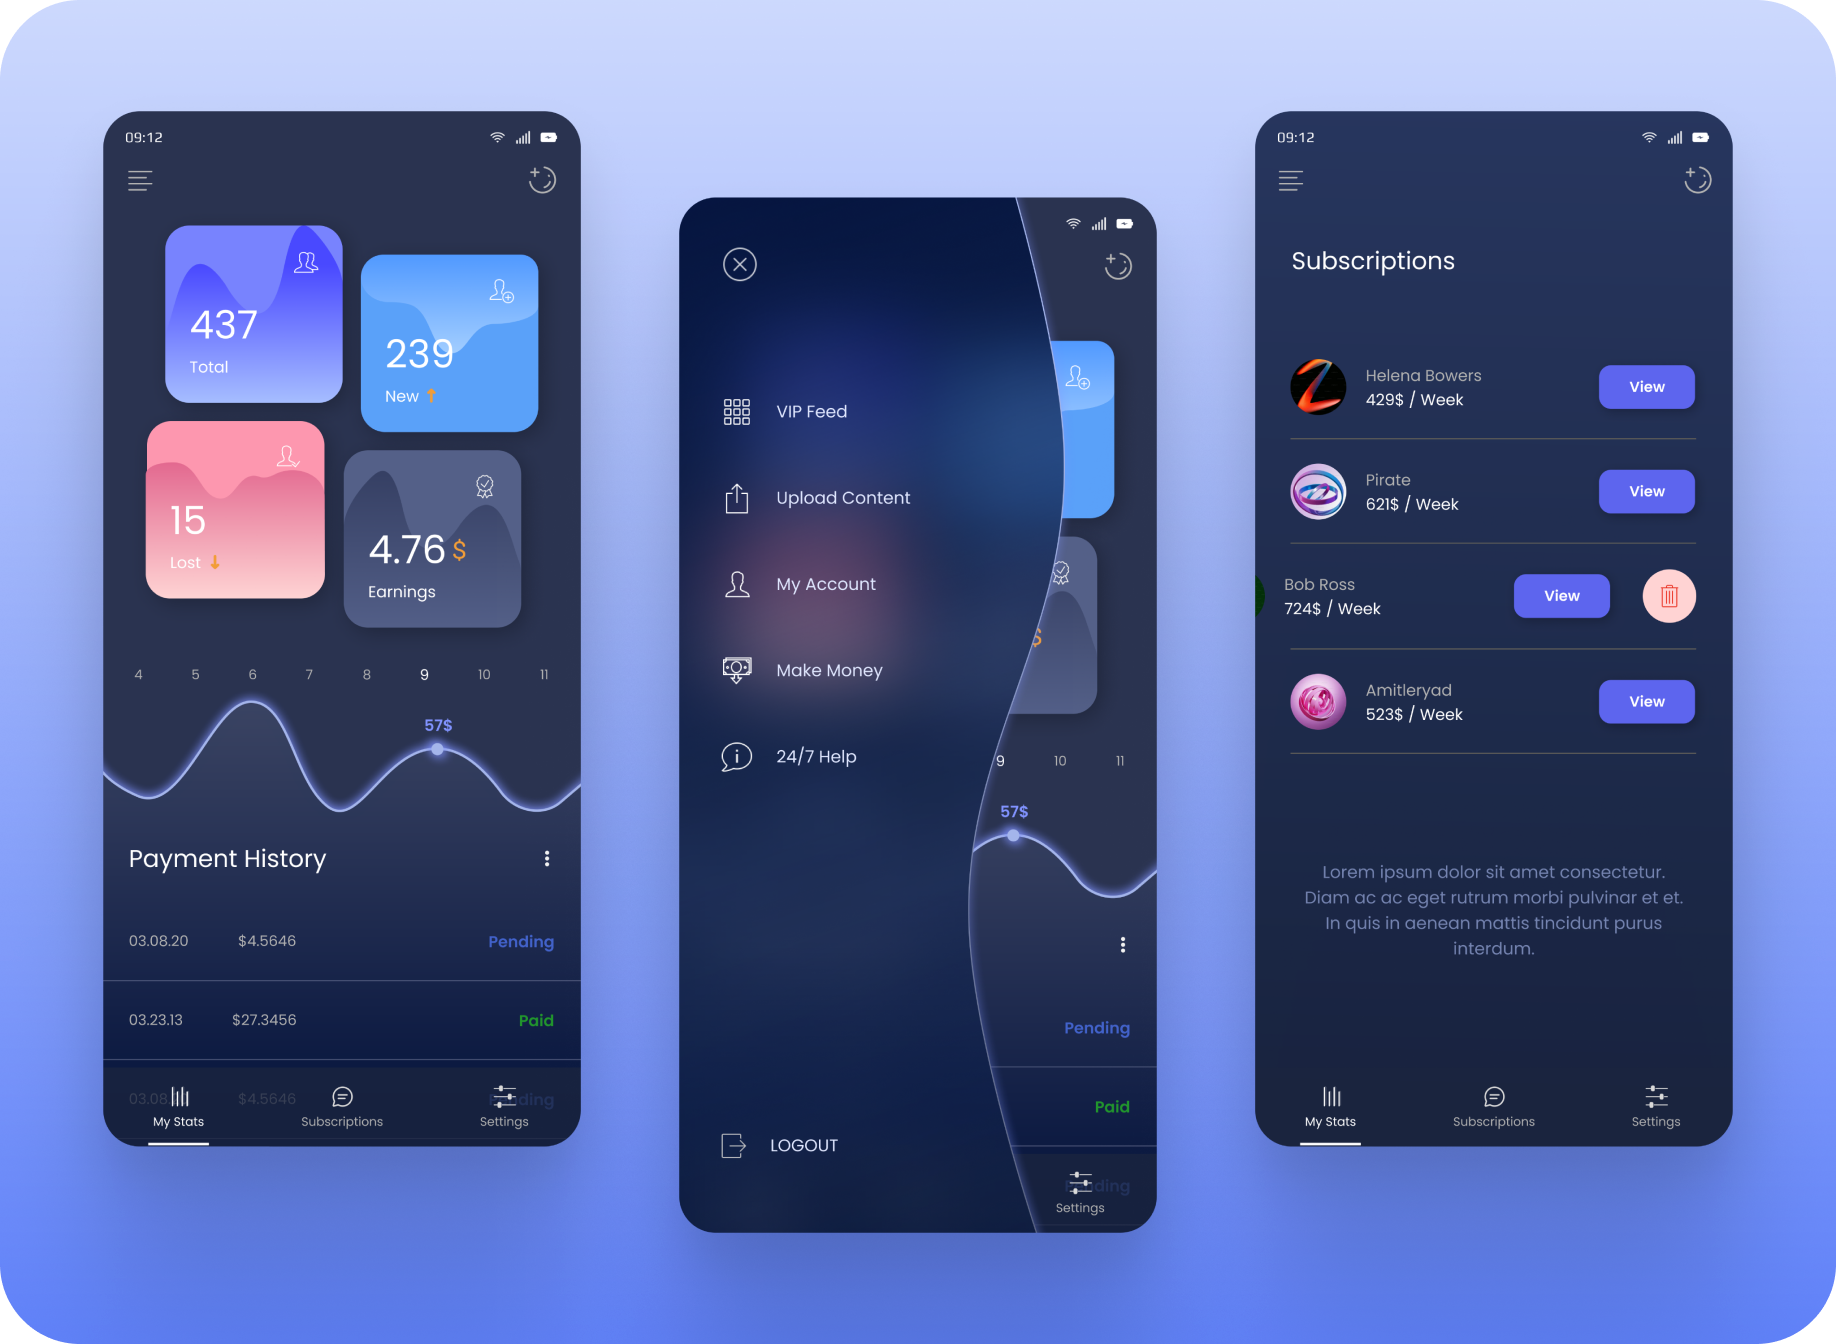 09:12
437
Total
239
New
15
Lost
4.76 $
Earnings
4 5 6 7 8 9 10 11
57$
Payment History
03.08.20 $4.5646 Pending
03.23.13 $27.3456 Paid
03.08 $4.5646 nding
My Stats Subscriptions Settings
VIP Feed
Upload Content
My Account
$
Make Money
24/7 Help
9 10 11
57$
Pending
Paid
LOGOUT
nding
Settings
09:12
Subscriptions
Helena Bowers
429$ / Week
View
Pirate
621$ / Week
View
Bob Ross
724$ / Week
View
Amitleryad
523$ / Week
View
Lorem ipsum dolor sit amet consectetur.
Diam ac ac eget rutrum morbi pulvinar et et.
In quis in aenean mattis tincidunt purus
interdum.
My Stats Subscriptions Settings